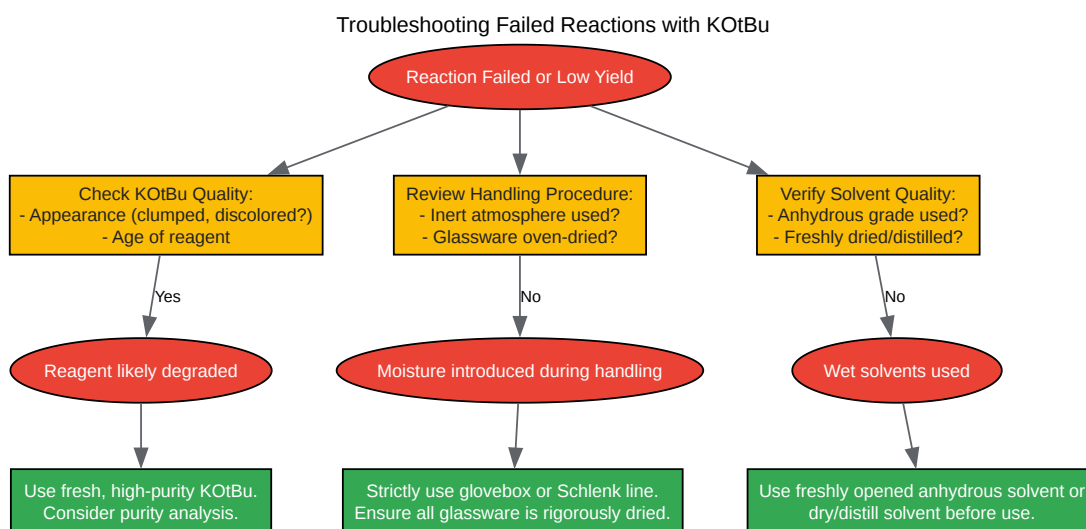 Troubleshooting Failed Reactions with KOtBu
Reaction Failed or Low Yield
Check KOtBu Quality:
- Appearance (clumped, discolored?)
- Age of reagent
Review Handling Procedure:
- Inert atmosphere used?
- Glassware oven-dried?
Verify Solvent Quality:
- Anhydrous grade used?
- Freshly dried/distilled?
Yes
No
No
Reagent likely degraded
Moisture introduced during handling
Wet solvents used
Use fresh, high-purity KOtBu.
Consider purity analysis.
Strictly use glovebox or Schlenk line.
Ensure all glassware is rigorously dried.
Use freshly opened anhydrous solvent or
dry/distill solvent before use.